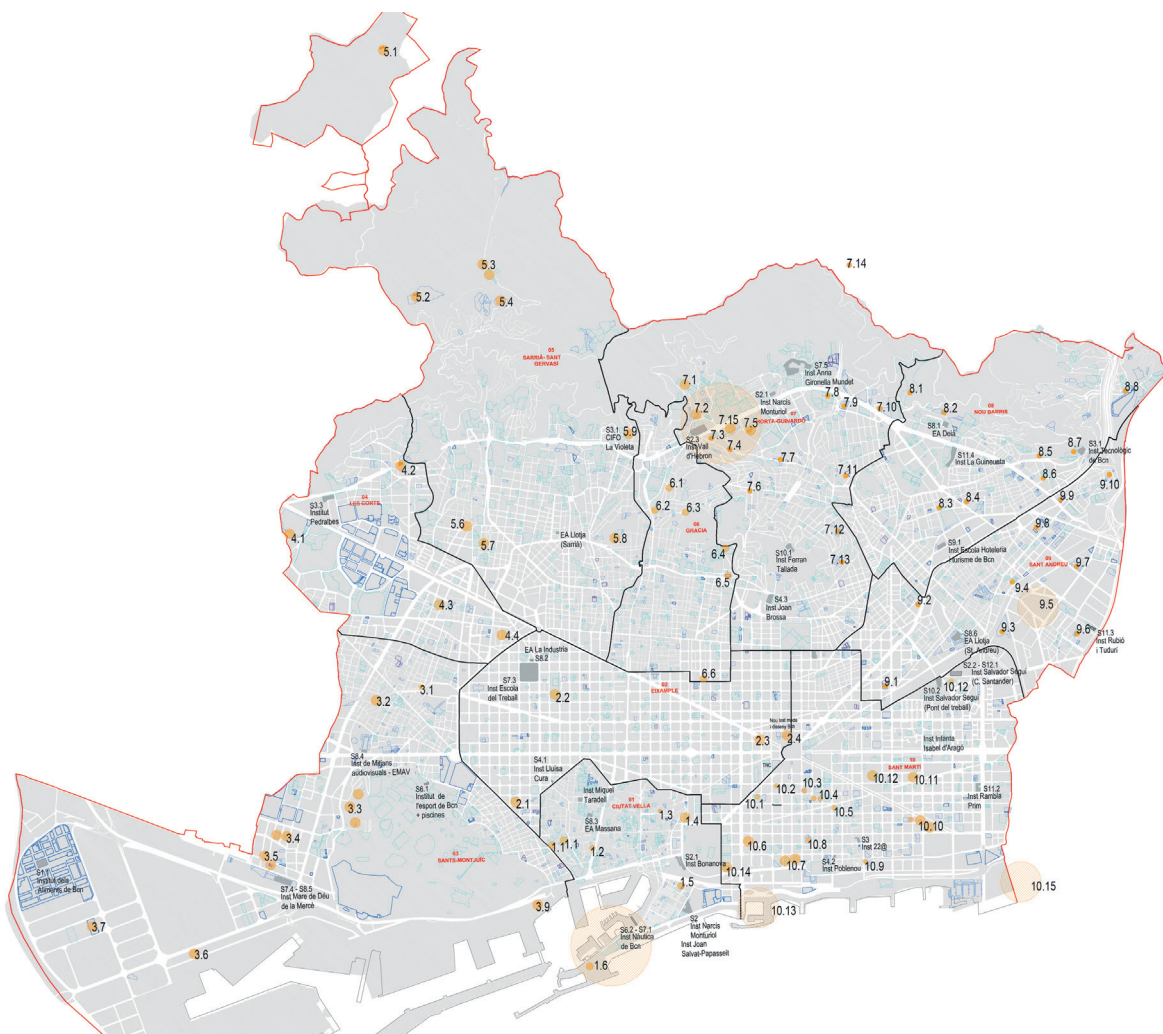 5.1
5.3
5.2
5.4
05
SARRIÀ- SANT
GERVASI
7.14
7.1
7.2
7.15
7.3
7.4
7.5
S2.1
Inst Narcis
Monturiol
07
HORTA-GUINARDÓ
S7.5
Inst Anna
Gironella Mundet
7.8
7.9
7.10
8.1
8.2
S8.1
EA Deià
08
NOU BARRIS
8.8
S3.1
CIFO
La Violeta
5.9
S2.3
Inst Vall
d'Hebron
7.7
7.6
7.11
S11.4
Inst La Guineueta
8.5
8.7
S3.1
Inst Tecnològic
de Bcn
8.6
9.10
4.2
04
LES CORTS
S3.3
Institut
Pedralbes
4.1
6.1
6.2
6.3
06
GRACIA
6.4
6.5
8.3
8.4
9.9
9.8
5.6
5.7
EA Llotja
(Sarrià)
5.8
7.12
7.13
S10.1
Inst Ferran
Tallada
S4.3
Inst Joan
Brossa
S9.1
Inst Escola Hoteleria
i turisme de Bcn
09
SANT ANDREU
9.7
9.4
9.5
9.2
9.3
9.6
S11.3
Inst Rubió
i Tudurí
4.3
4.4
S8.6
EA Llotja
(St. Andreu)
EA La Industria
S8.2
S7.3
Inst Escola
del Treball
2.2
02
EIXAMPLE
6.6
9.1
S2.2 - S12.1
Inst Salvador Seguí
(C. Santander)
10.12
S10.2
Inst Salvador Seguí
(Pont del treball)
3.1
3.2
Nou Inst moda
i disseny Bcn
2.3
2.4
TNC
Inst Infanta
Isabel d'Aragó
10
SANT MARTÍ
S8.4
Inst de Mitjans
audiovisuals - EMAV
S6.1
Institut de
l'esport de Bcn
+ piscines
S4.1
Inst Lluïsa
Cura
2.1
Inst Miquel
Taradell
01
CIUTAT-VELLA
S8.3
EA Massana
1.3
1.4
10.1
10.2
10.3
10.4
10.5
10.12
10.11
S11.2
Inst Rambla
Prim
3.3
3.4
3.5
10.10
1.1
1.1
1.2
10.6
10.8
S3
Inst 22@
10.7
S4.2
Inst Poblenou
10.9
10.14
S2.1
Inst Bonanova
03
SANTS-MONTJUÏC
S1.1
Institut dels
Aliments de Bcn
S7.4 - S8.5
Inst Mare de Déu
de la Mercè
1.5
10.15
3.9
10.13
3.7
3.6
S6.2 - S7.1
Inst Nàutica
de Bcn
1.6
S2
Inst Narcis
Monturiol
Inst Joan
Salvat-Papasseit